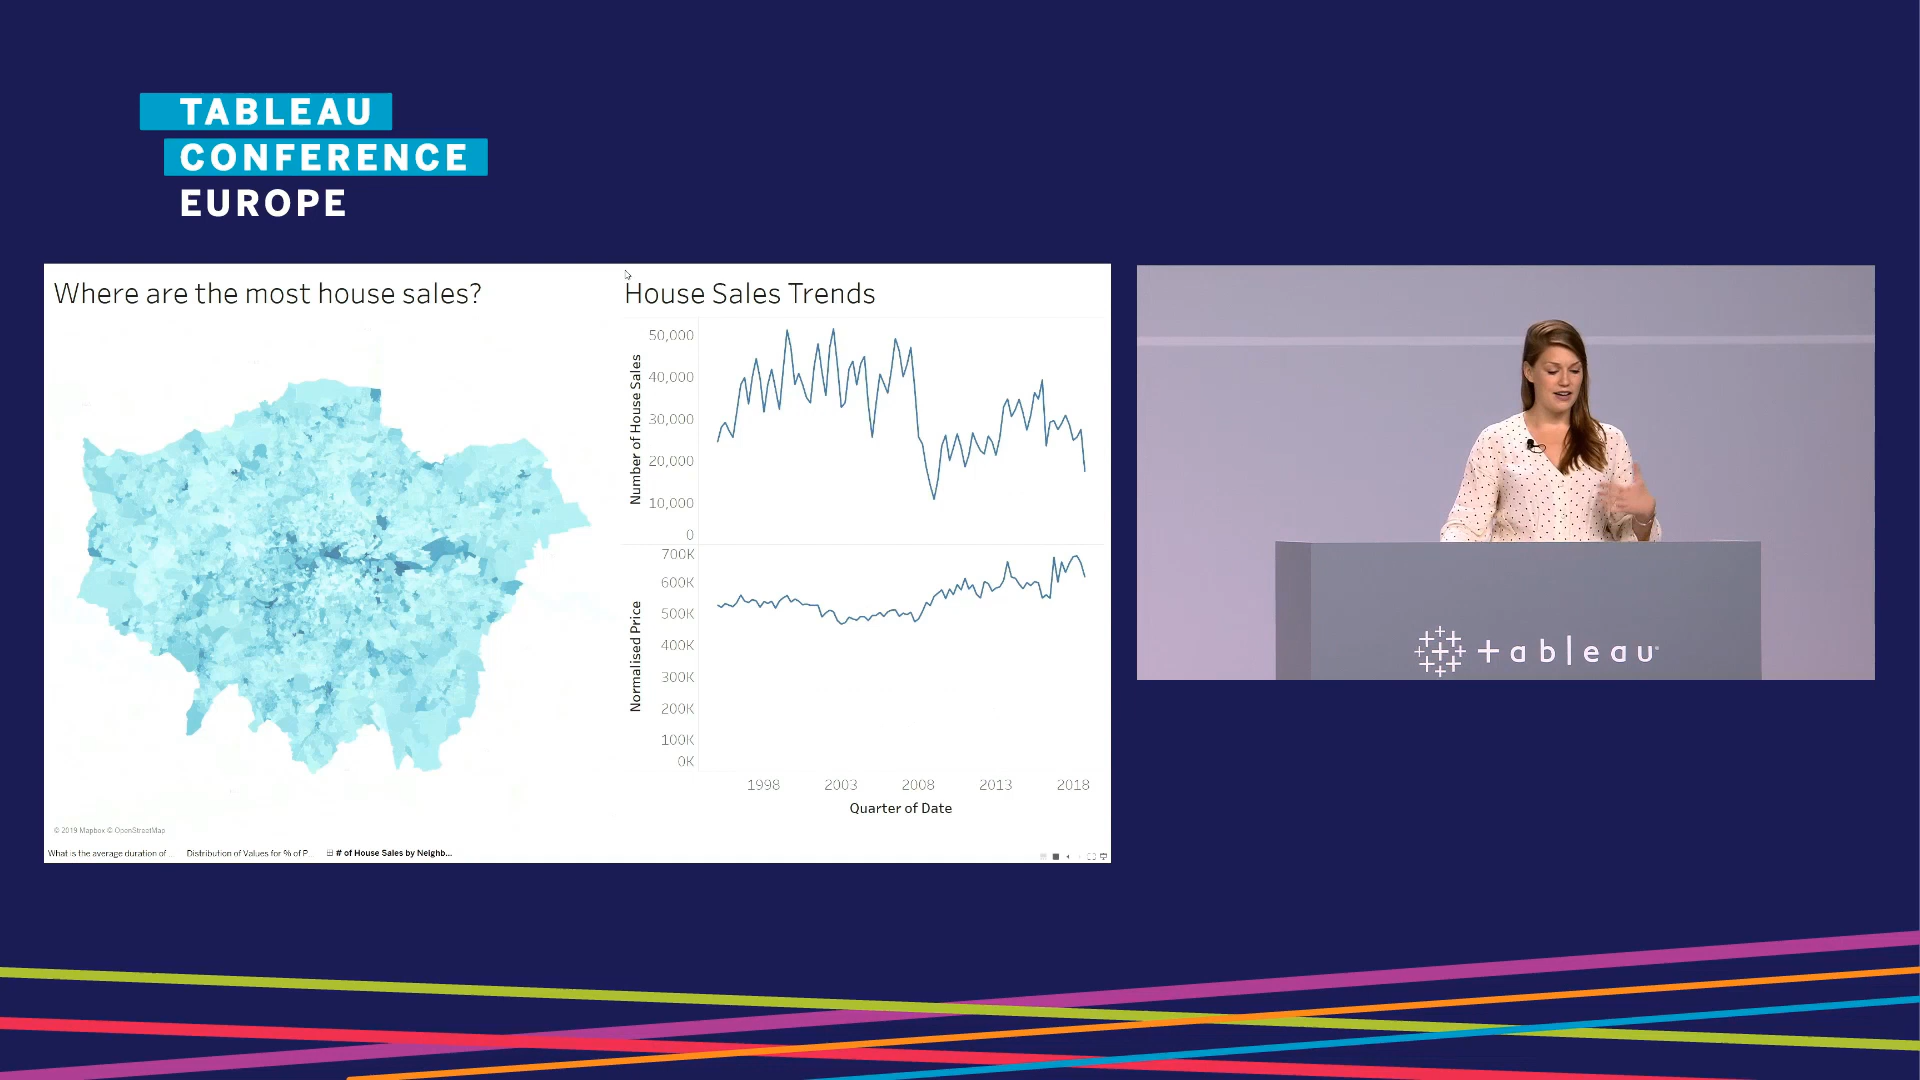 TABLEAU
CONFERENCE
EUROPE
Where are the most house sales?
© 2019 Mapbox © OpenStreetMap
House Sales Trends
Number of House Sales
50,000
40,000
30,000
20,000
10,000
0
Normalised Price
700K
600K
500K
400K
300K
200K
100K
0K
1998 2003 2008 2013 2018
Quarter of Date
What is the average duration of ... Distribution of Values for % of P... # of House Sales by Neighb...
+ableau